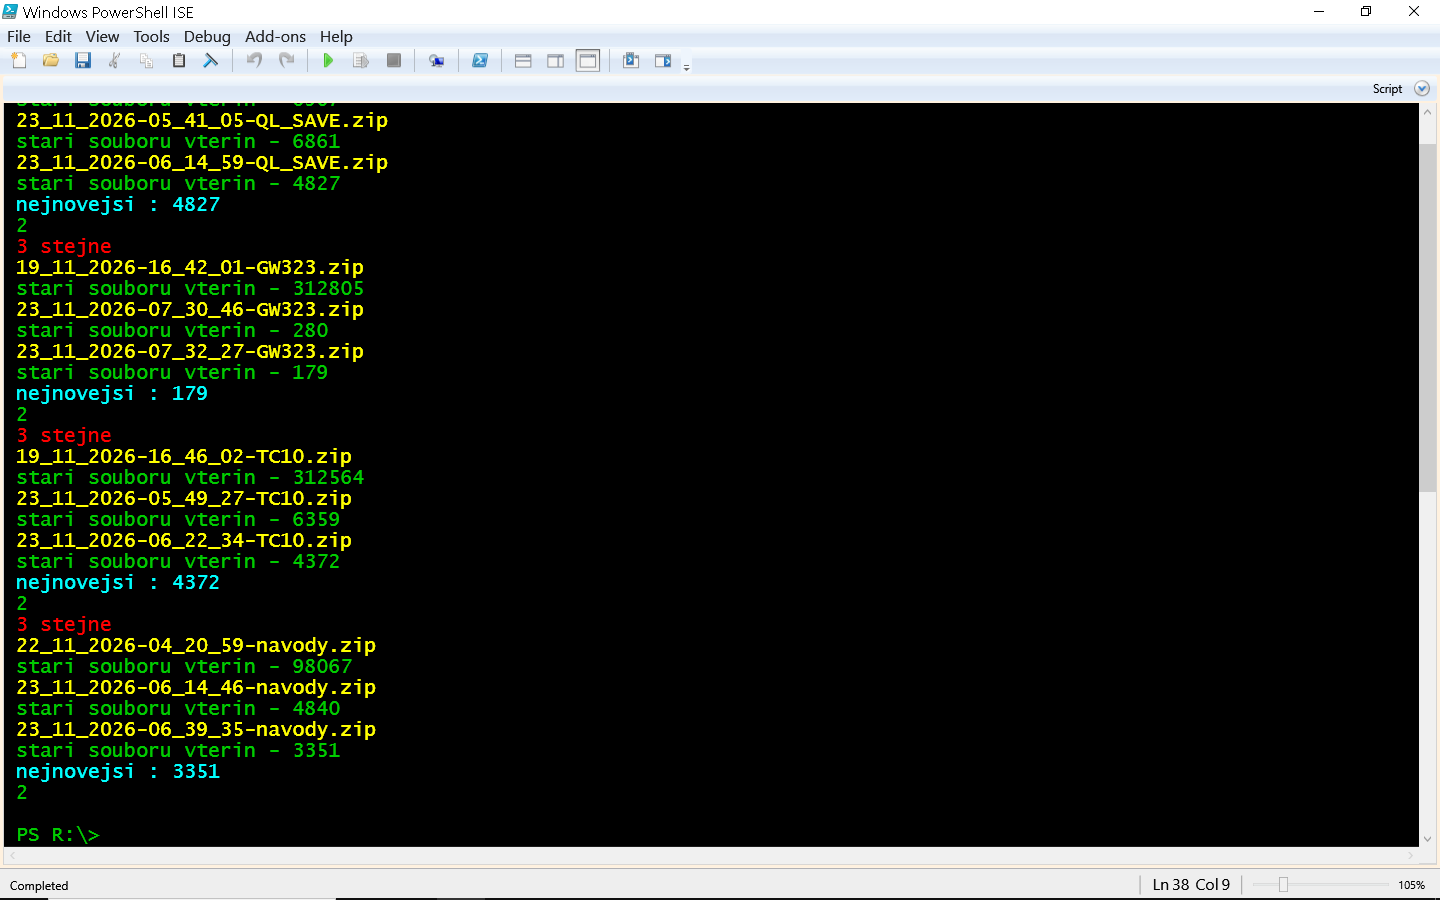 Windows PowerShell ISE
File Edit View Tools Debug Add-ons Help
Script
23_11_2026-05_41_05-QL_SAVE.zip
stari souboru vterin - 6861
23_11_2026-06_14_59-QL_SAVE.zip
stari souboru vterin - 4827
nejnovejsi : 4827
2
3 stejne
19_11_2026-16_42_01-GW323.zip
stari souboru vterin - 312805
23_11_2026-07_30_46-GW323.zip
stari souboru vterin - 280
23_11_2026-07_32_27-GW323.zip
stari souboru vterin - 179
nejnovejsi : 179
2
3 stejne
19_11_2026-16_46_02-TC10.zip
stari souboru vterin - 312564
23_11_2026-05_49_27-TC10.zip
stari souboru vterin - 6359
23_11_2026-06_22_34-TC10.zip
stari souboru vterin - 4372
nejnovejsi : 4372
2
3 stejne
22_11_2026-04_20_59-navody.zip
stari souboru vterin - 98067
23_11_2026-06_14_46-navody.zip
stari souboru vterin - 4840
23_11_2026-06_39_35-navody.zip
stari souboru vterin - 3351
nejnovejsi : 3351
2
PS R:\>
Completed
Ln 38 Col 9
105%